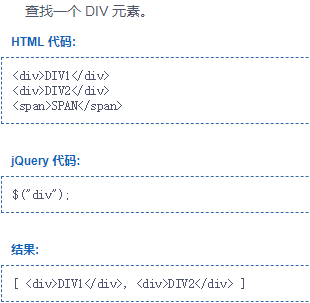 查找一个 DIV 元素。
HTML 代码:
<div>DIV1</div>
<div>DIV2</div>
<span>SPAN</span>
jQuery 代码:
$("div");
结果:
[ <div>DIV1</div>, <div>DIV2</div> ]